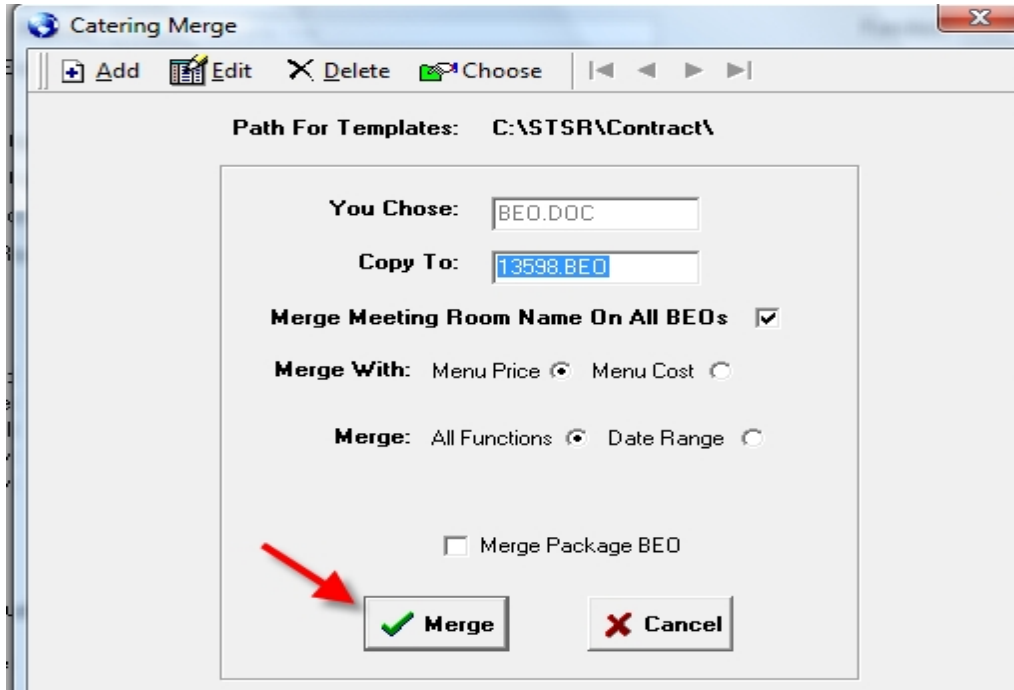 Catering Merge
Add Edit Delete Choose
Path For Templates: C:\STSR\Contract\
You Chose: BEO.DOC
Copy To: 13598.BEO
Merge Meeting Room Name On All BEOs
Merge With: Menu Price Menu Cost
Merge: All Functions Date Range
Merge Package BEO
Merge Cancel